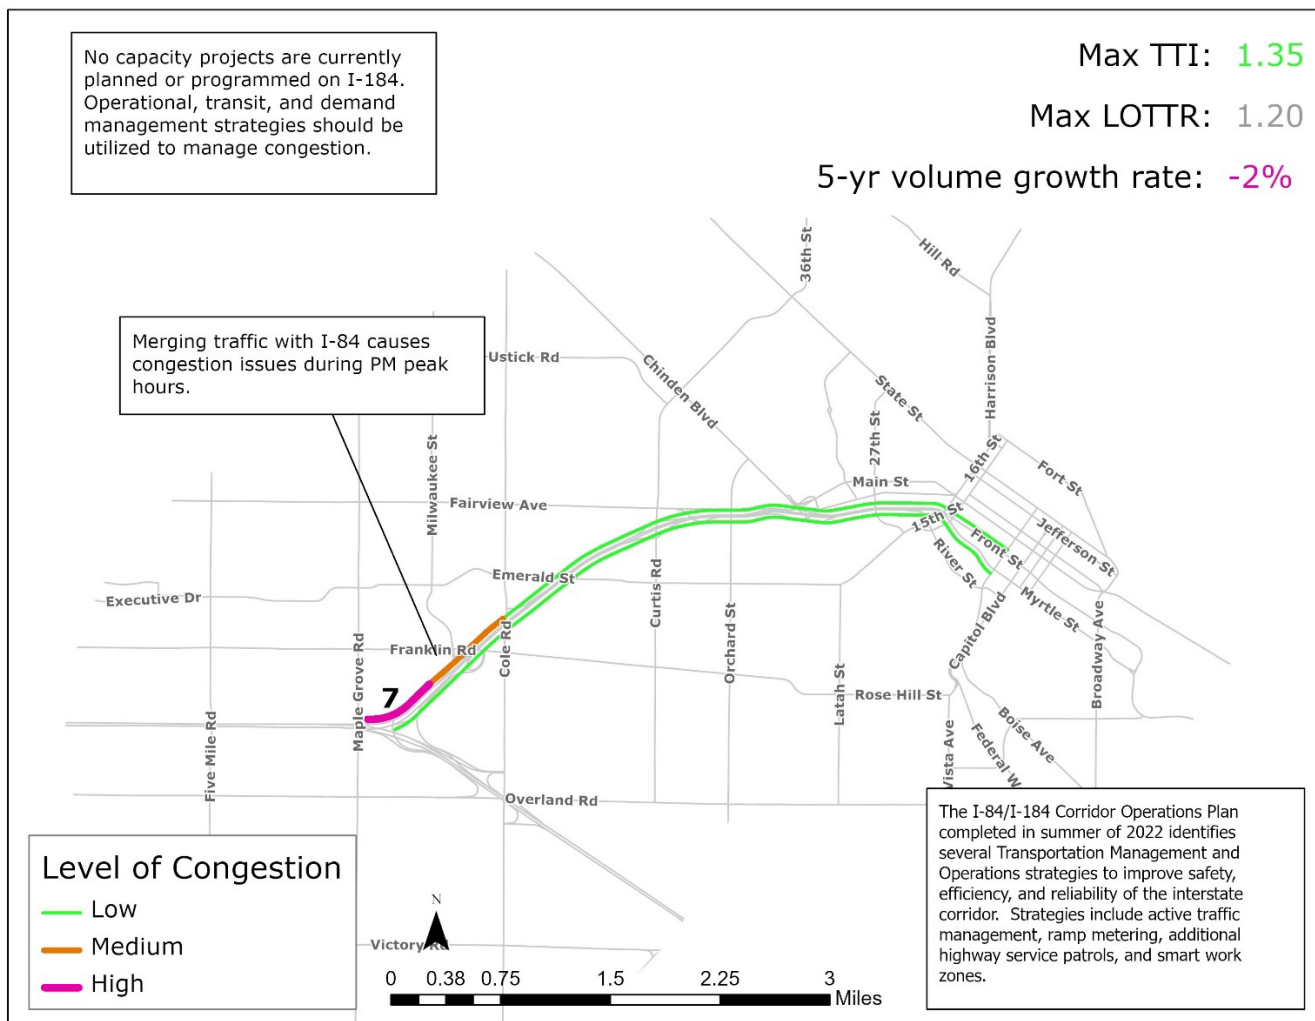 No capacity projects are currently
planned or programmed on I-184.
Operational, transit, and demand
management strategies should be
utilized to manage congestion.
Max TTI: 1.35
Max LOTTR: 1.20
5-yr volume growth rate: -2%
Merging traffic with I-84 causes
congestion issues during PM peak
hours.
36th St
Hill Rd
Harrison Blvd
Ustick Rd
Chinden Blvd
State St
Milwaukee St
27th St
16th St
Fort St
Main St
Fairview Ave
15th St
Jefferson St
Front St
River St
Emerald St
Curtis Rd
Myrtle St
Executive Dr
Orchard St
Capitol Blvd
Cole Rd
Franklin Rd
Maple Grove Rd
Latah St
Broadway Ave
Rose Hill St
7
Five Mile Rd
Boise Ave
Vista Ave
Federal W
Overland Rd
The I-84/I-184 Corridor Operations Plan
completed in summer of 2022 identifies
several Transportation Management and
Operations strategies to improve safety,
efficiency, and reliability of the interstate
corridor. Strategies include active traffic
management, ramp metering, additional
highway service patrols, and smart work
zones.
Level of Congestion
Low
Medium
High
N
Victory Rd
0 0.38 0.75 1.5 2.25 3
Miles